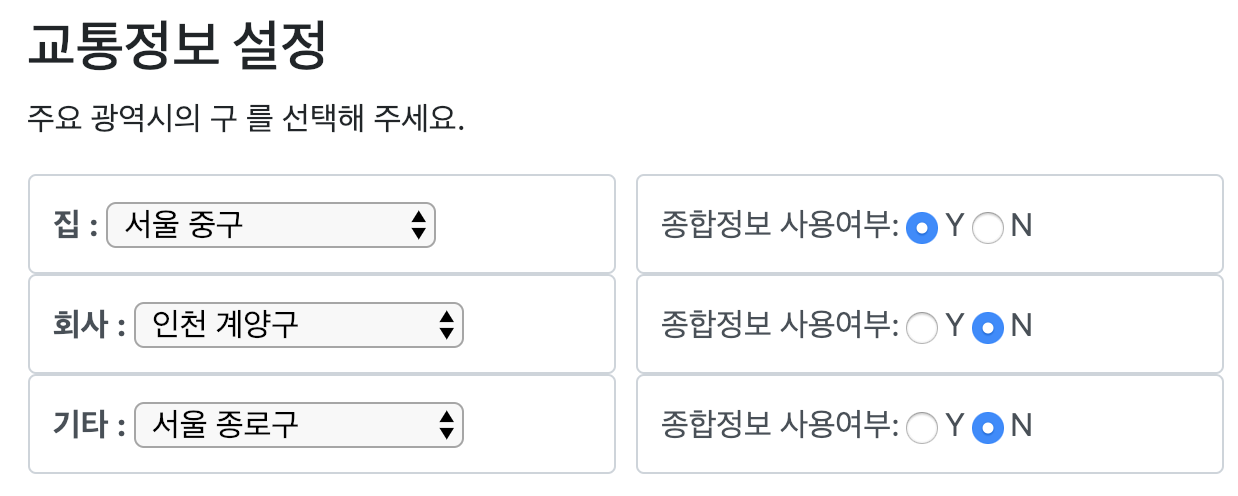 교통정보 설정
주요 광역시의 구 를 선택해 주세요.
집 : 서울 중구 종합정보 사용여부: Y N
회사 : 인천 계양구 종합정보 사용여부: Y N
기타 : 서울 종로구 종합정보 사용여부: Y N